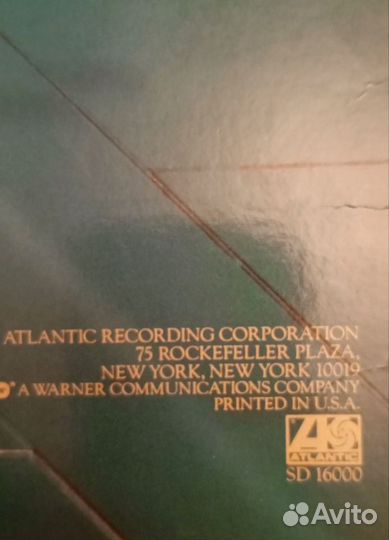 ATLANTIC RECORDING CORPORATION
75 ROCKEFELLER PLAZA,
NEW YORK, NEW YORK 10019
A WARNER COMMUNICATIONS COMPANY
PRINTED IN U.S.A.
ATLANTIC
SD 16000
Avito